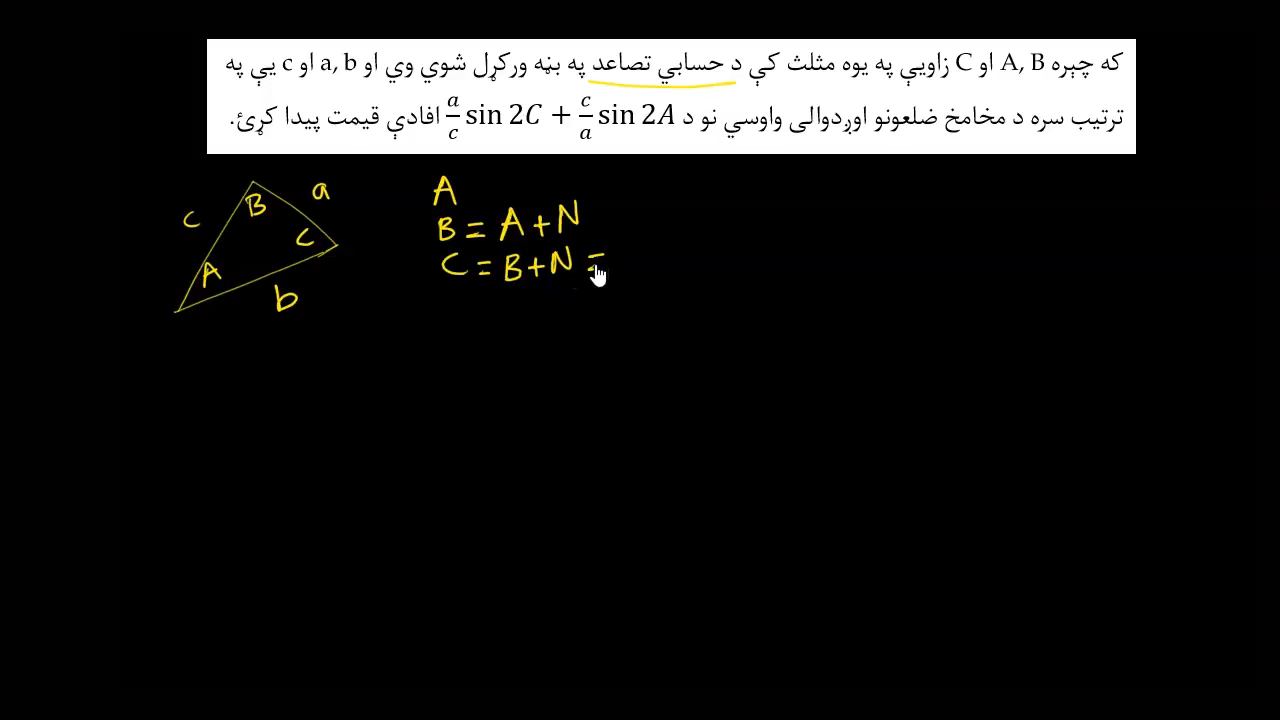 که چېره A, B او C زاويې په يوه مثلث کې د حسابي تصاعد په بڼه ورکړل شوي وي او a, b او c يې په
ترتيب سره د مخامخ ضلعونو اوږدوالی واوسي نو د $\frac{a}{c}\sin 2C + \frac{c}{a}\sin 2A$ افادې قيمت پيدا کړئ.
a
A
c
B
B = A + N
C
C = B + N =
A
b